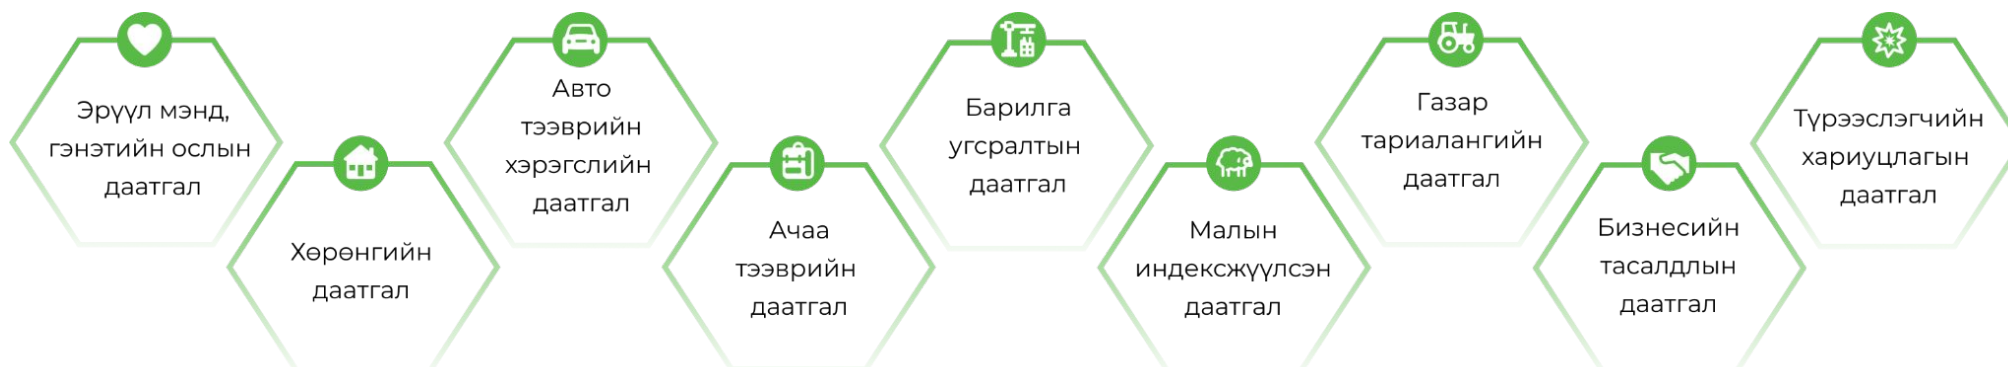 Эрүүл мэнд,
гэнэтийн ослын
даатгал
Хөрөнгийн
даатгал
Авто
тээврийн
хэрэгслийн
даатгал
Ачаа
тээврийн
даатгал
Барилга
угсралтын
даатгал
Малын
индексжүүлсэн
даатгал
Газар
тариалангийн
даатгал
Бизнесийн
тасалдлын
даатгал
Түрээслэгчийн
хариуцлагын
даатгал